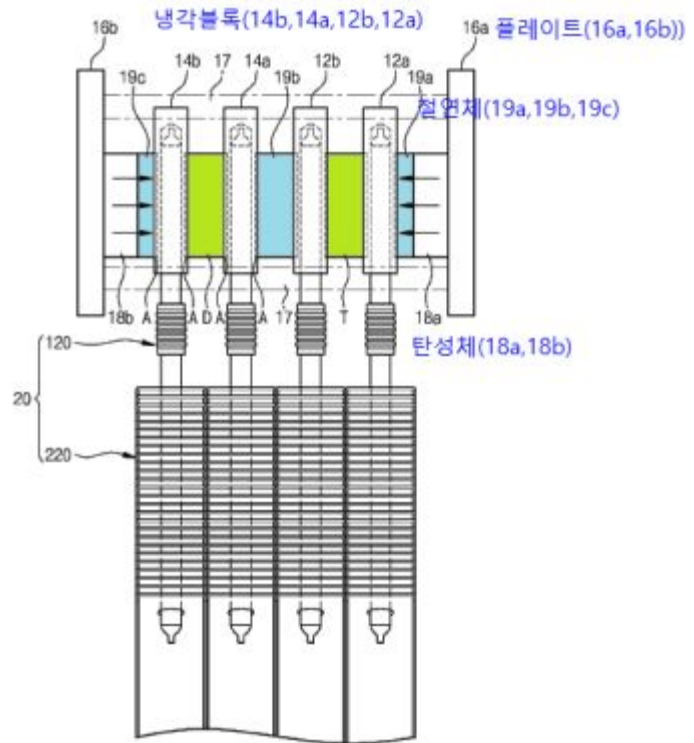 냉각블록(14b,14a,12b,12a)
16b 16a 플레이트(16a,16b))
19c 14b 17 14a 19b 12b 12a 19a
절연체(19a,19b,19c)
18b A A D A A 17 T 18a
탄성체(18a,18b)
120
20
220